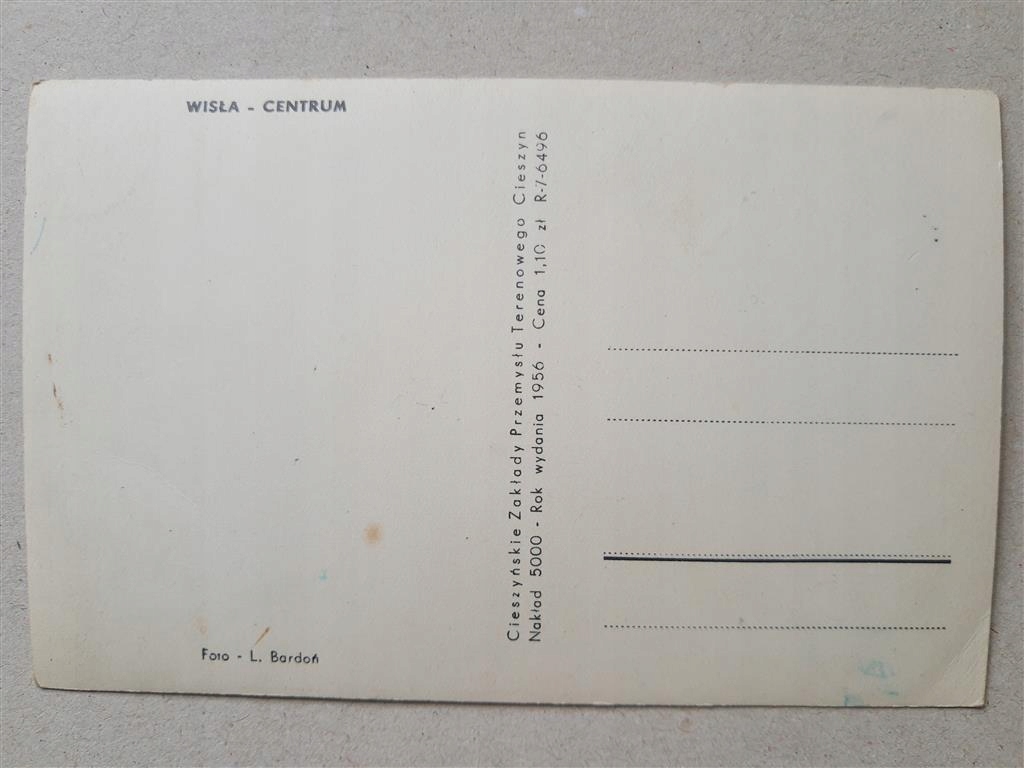 WISŁA - CENTRUM
Foto - L. Bardoń
Cieszyńskie Zakłady Przemysłu Terenowego Cieszyn
Nakład 5000 - Rok wydania 1956 - Cena 1,10 zł R-7-6496